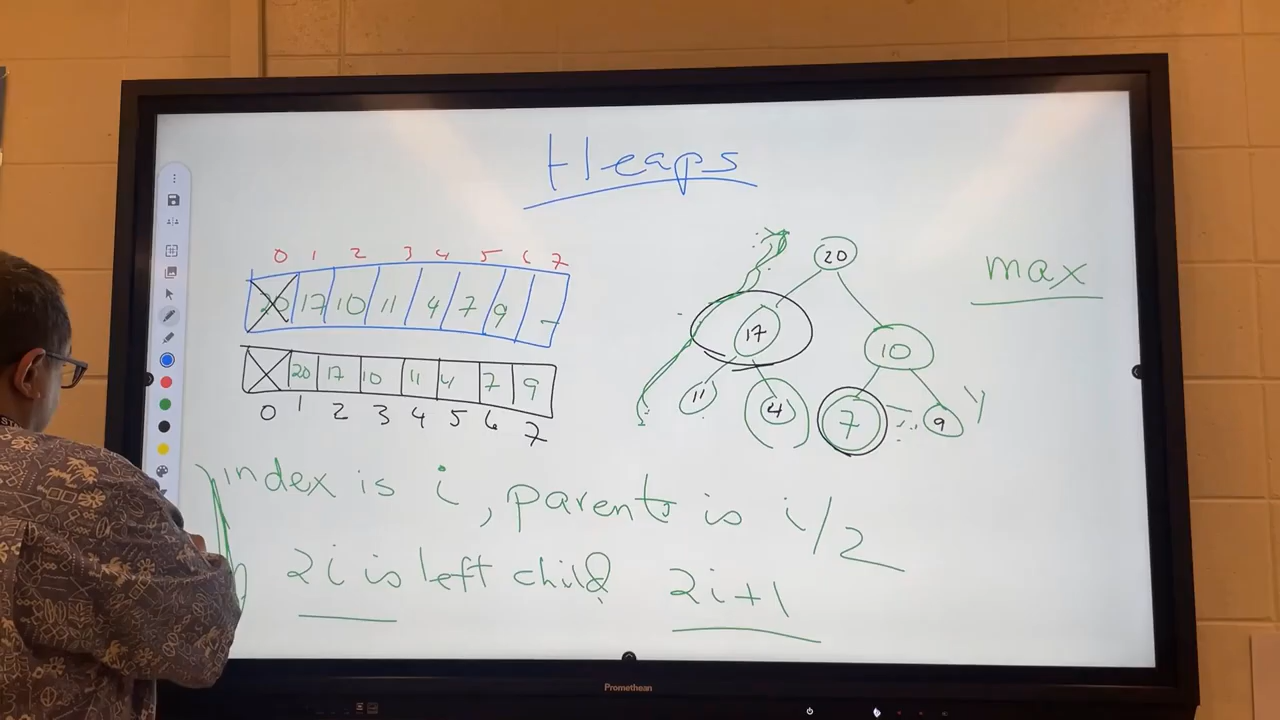 Heaps
0 1 2 3 4 5 6 7
20 17 10 11 4 7 9 -
20 17 10 11 4 7 9
0 1 2 3 4 5 6 7
20
17 10
11 4 7 9 y
max
index is i, parent is i/2
2i is left child 2i+1
Promethean